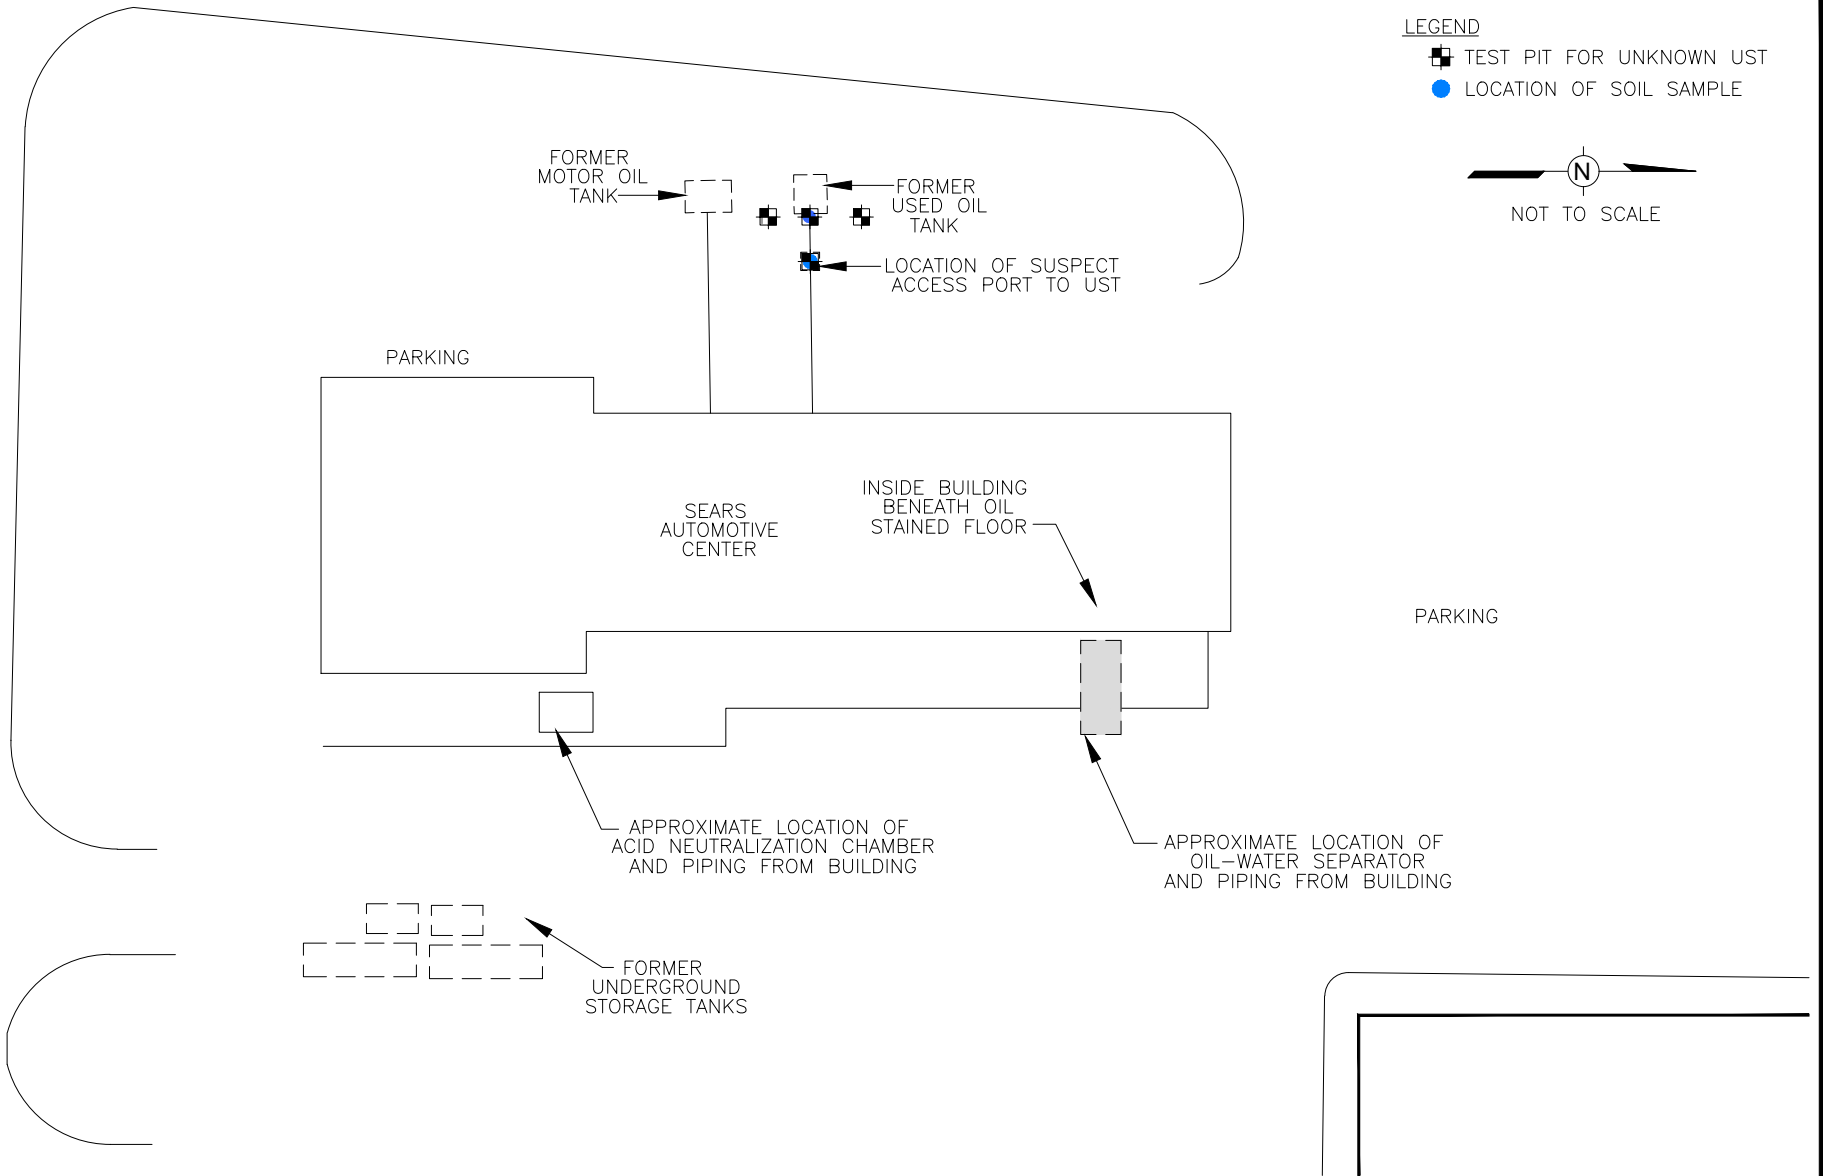 LEGEND
TEST PIT FOR UNKNOWN UST
LOCATION OF SOIL SAMPLE
N
NOT TO SCALE
FORMER
MOTOR OIL
TANK
FORMER
USED OIL
TANK
LOCATION OF SUSPECT
ACCESS PORT TO UST
PARKING
SEARS
AUTOMOTIVE
CENTER
INSIDE BUILDING
BENEATH OIL
STAINED FLOOR
PARKING
APPROXIMATE LOCATION OF
ACID NEUTRALIZATION CHAMBER
AND PIPING FROM BUILDING
APPROXIMATE LOCATION OF
OIL-WATER SEPARATOR
AND PIPING FROM BUILDING
FORMER
UNDERGROUND
STORAGE TANKS